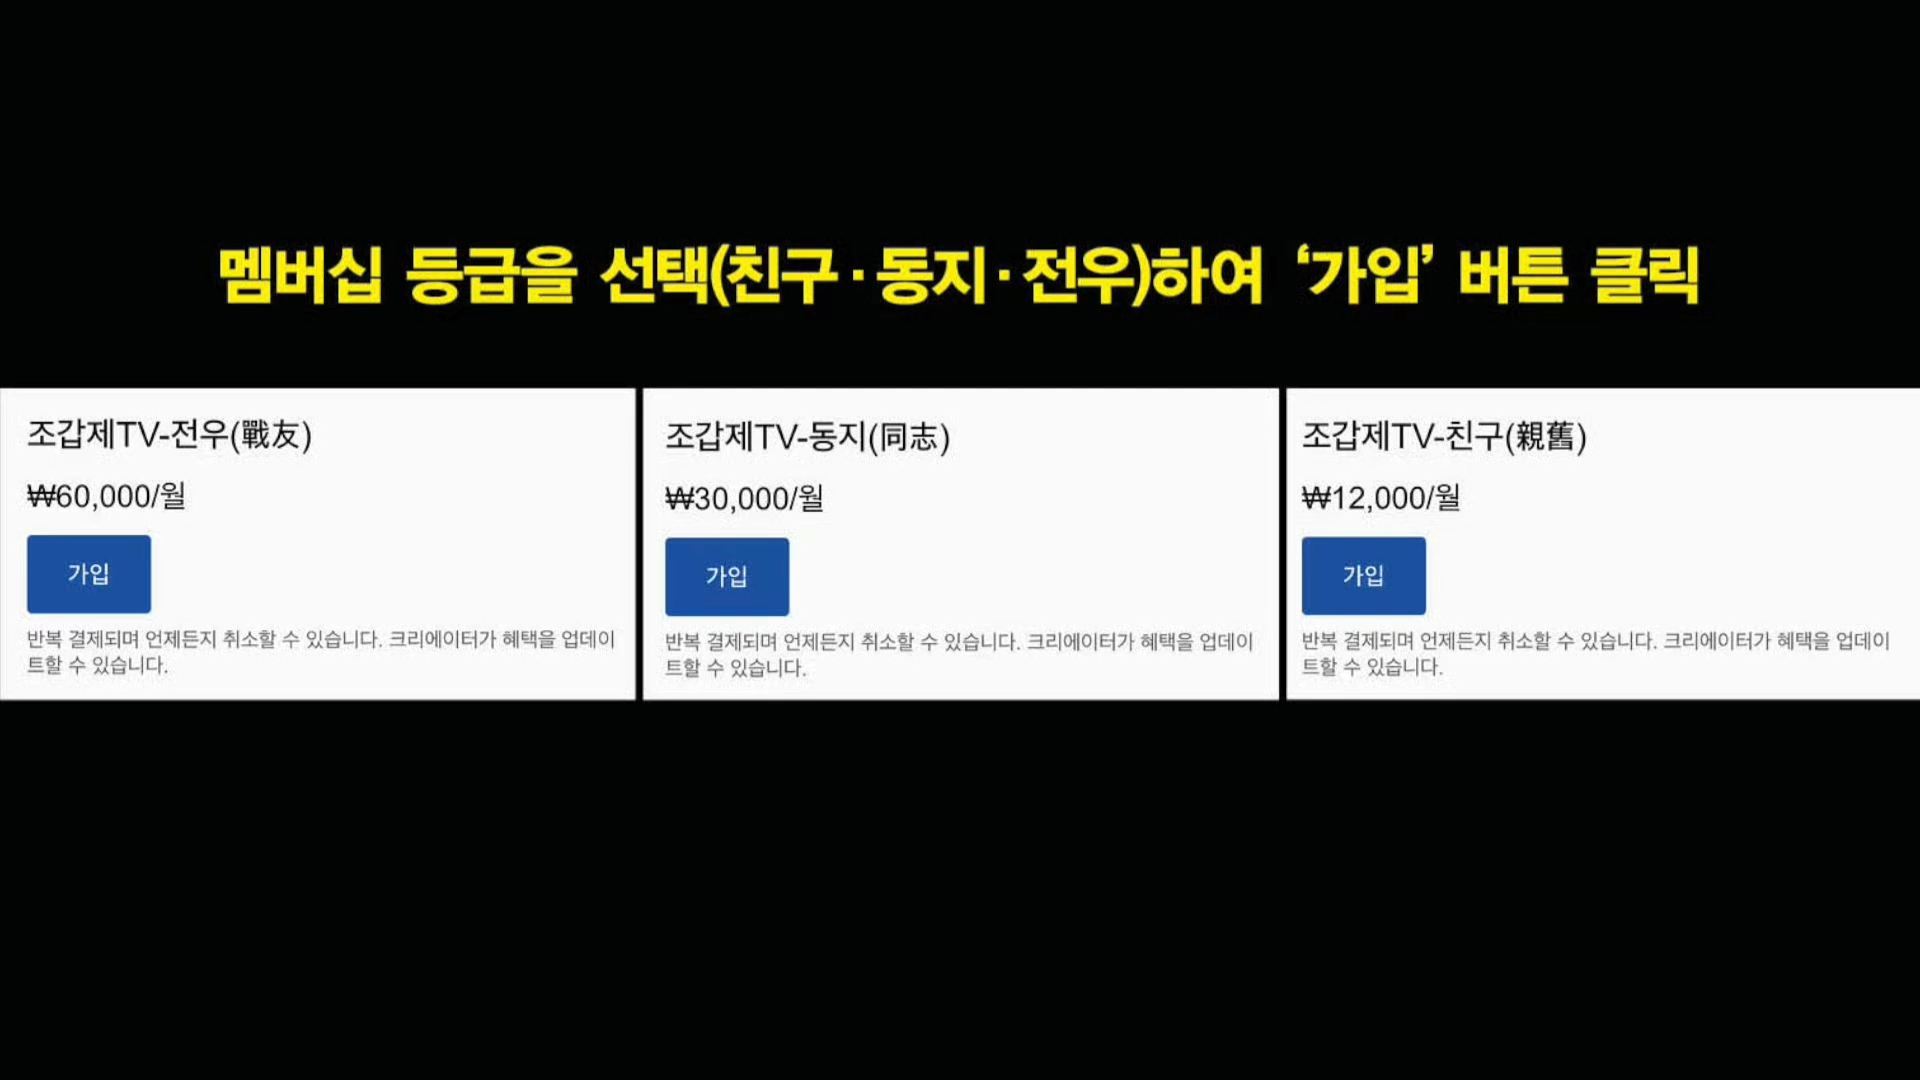 멤버십 등급을 선택(친구·동지·전우)하여 ‘가입’ 버튼 클릭
조갑제TV-전우(戰友)
₩60,000/월
가입
반복 결제되며 언제든지 취소할 수 있습니다. 크리에이터가 혜택을 업데이
트할 수 있습니다.
조갑제TV-동지(同志)
₩30,000/월
가입
반복 결제되며 언제든지 취소할 수 있습니다. 크리에이터가 혜택을 업데이
트할 수 있습니다.
조갑제TV-친구(親舊)
₩12,000/월
가입
반복 결제되며 언제든지 취소할 수 있습니다. 크리에이터가 혜택을 업데이
트할 수 있습니다.